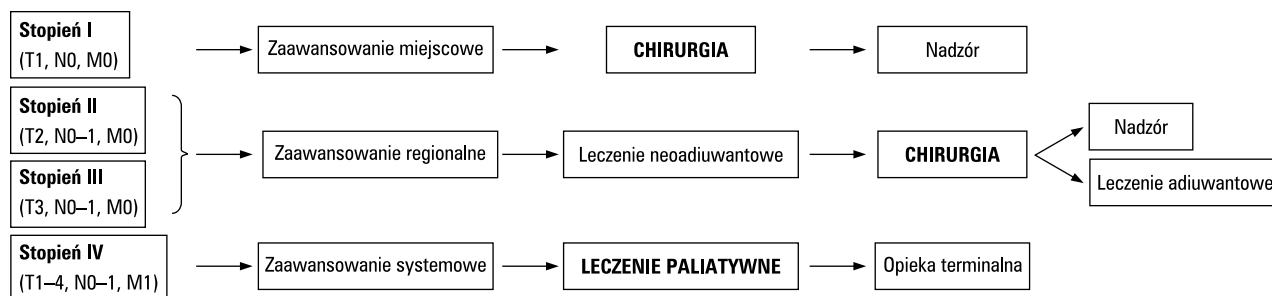 Stopień I
(T1, N0, M0)
Zaawansowanie miejscowe
CHIRURGIA
Nadzór
Stopień II
(T2, N0–1, M0)
Stopień III
(T3, N0–1, M0)
Zaawansowanie regionalne
Leczenie neoadiuwantowe
CHIRURGIA
Nadzór
Leczenie adiuwantowe
Stopień IV
(T1–4, N0–1, M1)
Zaawansowanie systemowe
LECZENIE PALIATYWNE
Opieka terminalna